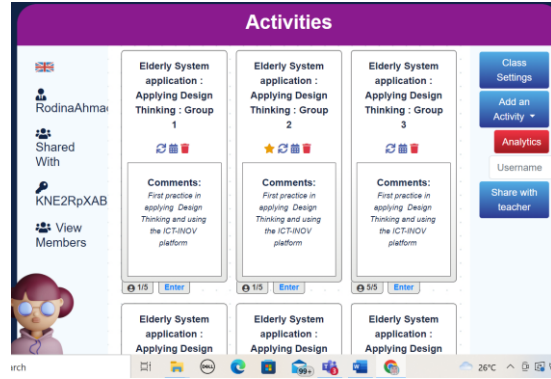 Activities
RodinaAhma
Shared
With
KNE2RpXAB
View
Members
Elderly System
application :
Applying Design
Thinking : Group
1
Comments:
First practice in
applying Design
Thinking and using
the ICT-INOV
platform
1/5 Enter
Elderly System
application :
Applying Design
Thinking : Group
2
Comments:
First practice in
applying Design
Thinking and using
the ICT-INOV
platform
1/5 Enter
Elderly System
application :
Applying Design
Thinking : Group
3
Comments:
First practice in
applying Design
Thinking and using
the ICT-INOV
platform
5/5 Enter
Elderly System
application :
Applying Design
Elderly System
application :
Applying Design
Elderly System
application :
Applying Design
Class
Settings
Add an
Activity
Analytics
Username
Share with
teacher
rch
DELL
99+
26°C